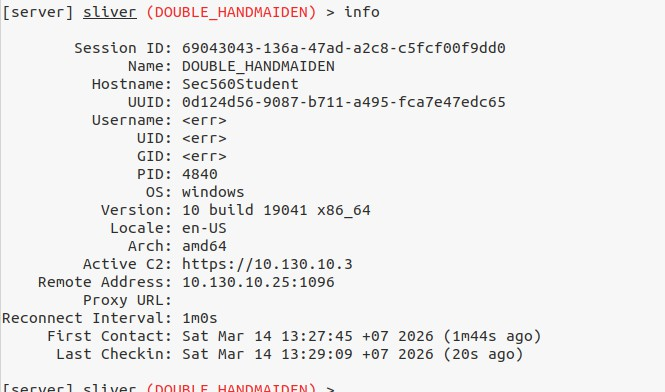 [server] sliver (DOUBLE_HANDMAIDEN) > info
Session ID: 69043043-136a-47ad-a2c8-c5fcf00f9dd0
Name: DOUBLE_HANDMAIDEN
Hostname: Sec560Student
UUID: 0d124d56-9087-b711-a495-fca7e47edc65
Username: <err>
UID: <err>
GID: <err>
PID: 4840
OS: windows
Version: 10 build 19041 x86_64
Locale: en-US
Arch: amd64
Active C2: https://10.130.10.3
Remote Address: 10.130.10.25:1096
Proxy URL:
Reconnect Interval: 1m0s
First Contact: Sat Mar 14 13:27:45 +07 2026 (1m44s ago)
Last Checkin: Sat Mar 14 13:29:09 +07 2026 (20s ago)
[server] sliver (DOUBLE_HANDMAIDEN) >